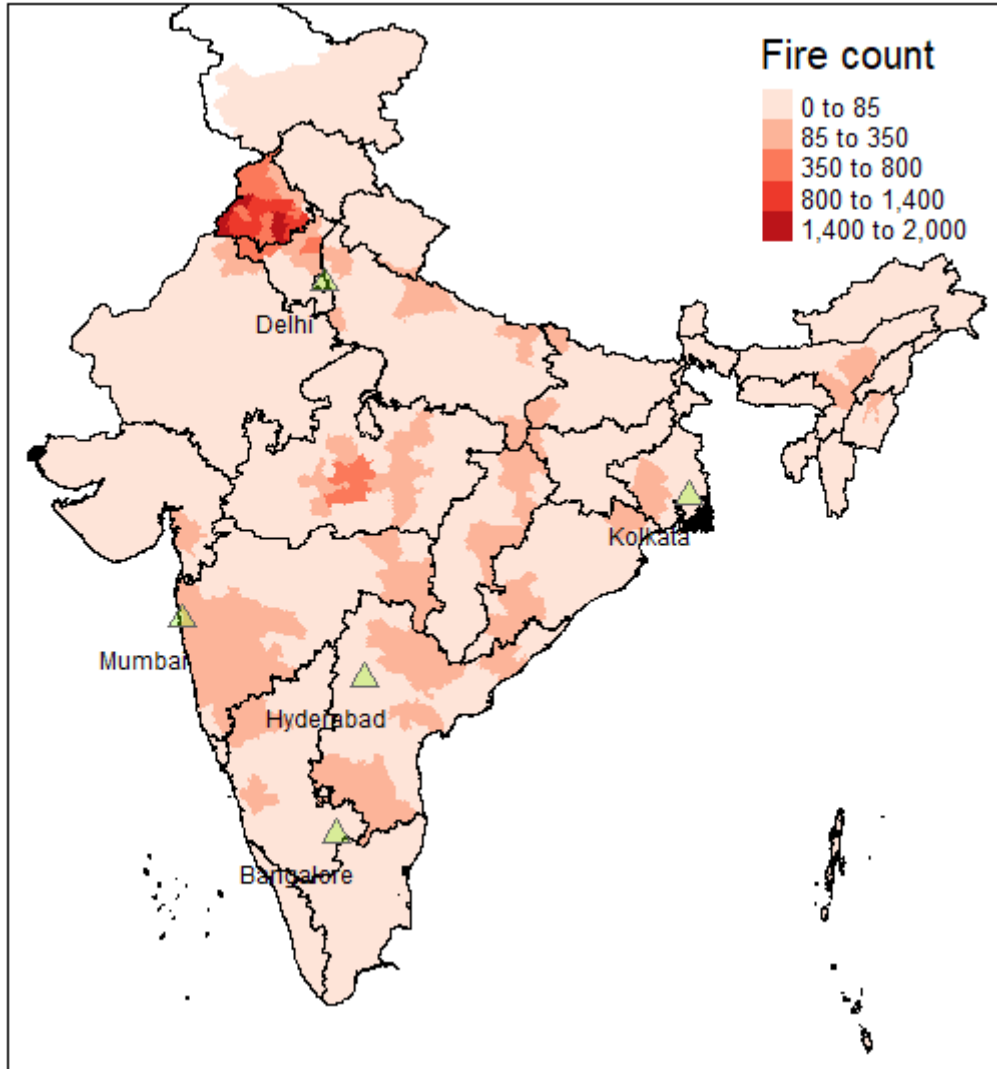 Fire count
0 to 85
85 to 350
350 to 800
800 to 1,400
1,400 to 2,000
Delhi
Kolkata
Mumbai
Hyderabad
Bangalore